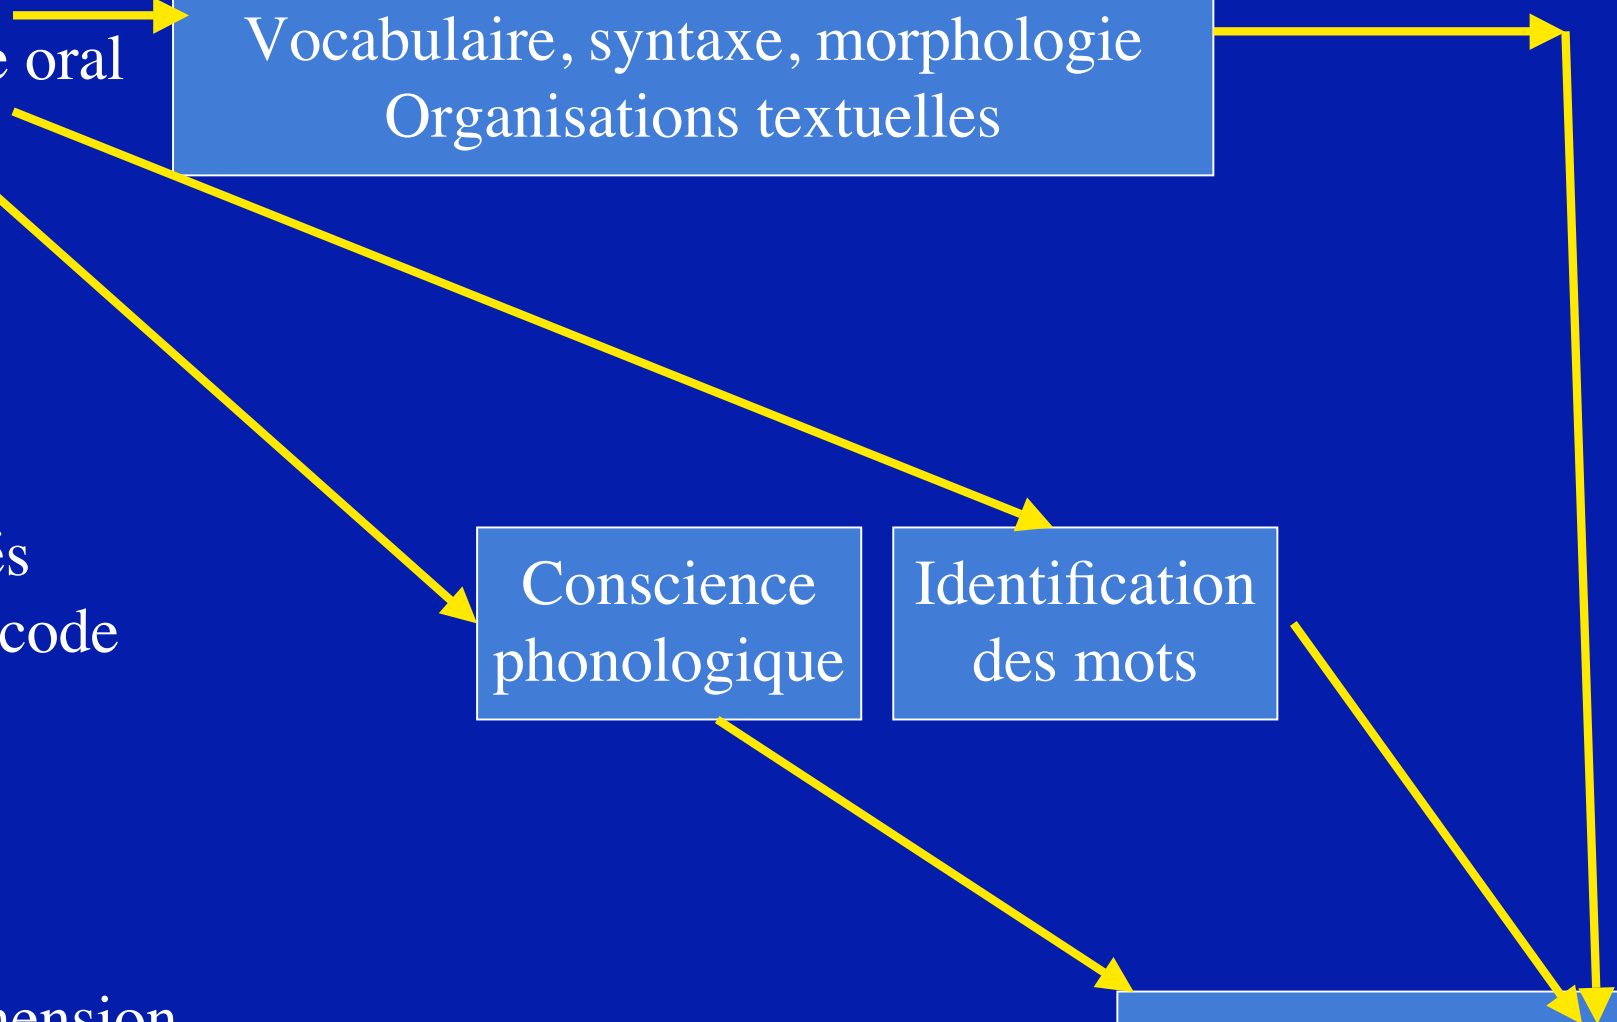 Vocabulaire, syntaxe, morphologie
oral
Organisations textuelles
Conscience
phonologique
Identification
des mots
code